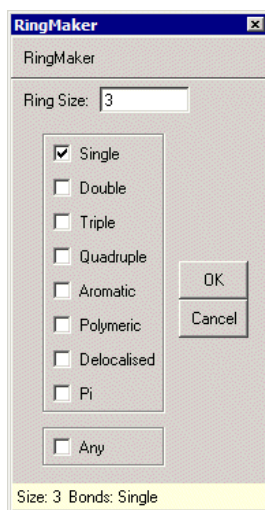 RingMaker
RingMaker
Ring Size: 3
Single
Double
Triple
Quadruple
Aromatic
OK
Polymeric
Cancel
Delocalised
Pi
Any
Size: 3 Bonds: Single